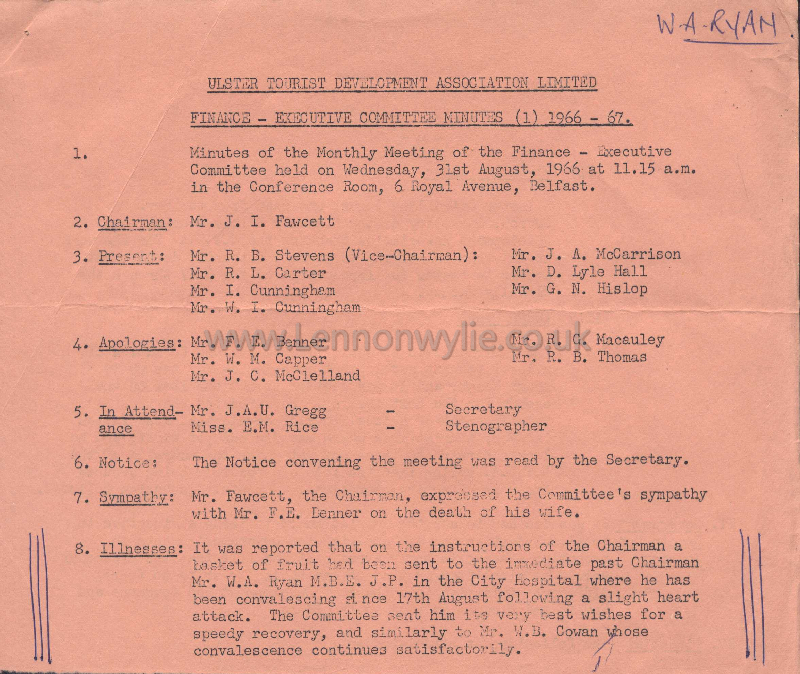 W.A. RYAN
ULSTER TOURIST DEVELOPMENT ASSOCIATION LIMITED
FINANCE - EXECUTIVE COMMITTEE MINUTES (1) 1966 - 67.
1. Minutes of the Monthly Meeting of the Finance - Executive
Committee held on Wednesday, 31st August, 1966 at 11.15 a.m.
in the Conference Room, 6 Royal Avenue, Belfast.
2. Chairman: Mr. J. I. Fawcett
3. Present: Mr. R. B. Stevens (Vice-Chairman): Mr. J. A. McCarrison
Mr. R. L. Carter Mr. D. Lyle Hall
Mr. I. Cunningham Mr. G. N. Hislop
Mr. W. I. Cunningham
www.Lennonwylie.co.uk
4. Apologies: Mr. F. E. Benner Mr. R. C. Macauley
Mr. W. M. Capper Mr. R. B. Thomas
Mr. J. C. McClelland
5. In Attend- Mr. J.A.U. Gregg - Secretary
ance Miss. E.M. Rice - Stenographer
6. Notice: The Notice convening the meeting was read by the Secretary.
7. Sympathy: Mr. Fawcett, the Chairman, expressed the Committee's sympathy
with Mr. F.E. Benner on the death of his wife.
8. Illnesses: It was reported that on the instructions of the Chairman a
basket of fruit had been sent to the immediate past Chairman
Mr. W.A. Ryan M.B.E. J.P. in the City Hospital where he has
been convalescing since 17th August following a slight heart
attack. The Committee sent him its very best wishes for a
speedy recovery, and similarly to Mr. W.B. Cowan whose
convalescence continues satisfactorily.